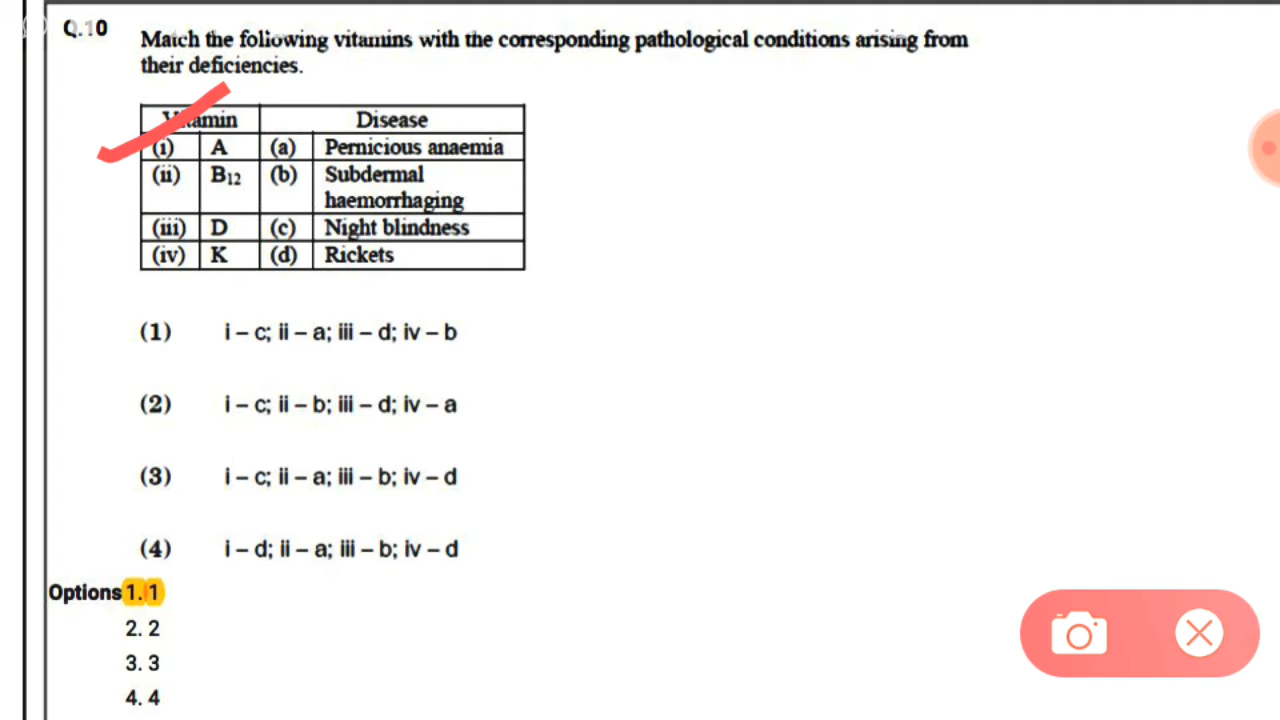 Q.10
Match the following vitamins with the corresponding pathological conditions arising from
their deficiencies.
Vitamin Disease
(i) A (a) Pernicious anaemia
(ii) B₁₂ (b) Subdermal
haemorrhaging
(iii) D (c) Night blindness
(iv) K (d) Rickets
(1) i – c; ii – a; iii – d; iv – b
(2) i – c; ii – b; iii – d; iv – a
(3) i – c; ii – a; iii – b; iv – d
(4) i – d; ii – a; iii – b; iv – d
Options 1. 1
2. 2
3. 3
4. 4